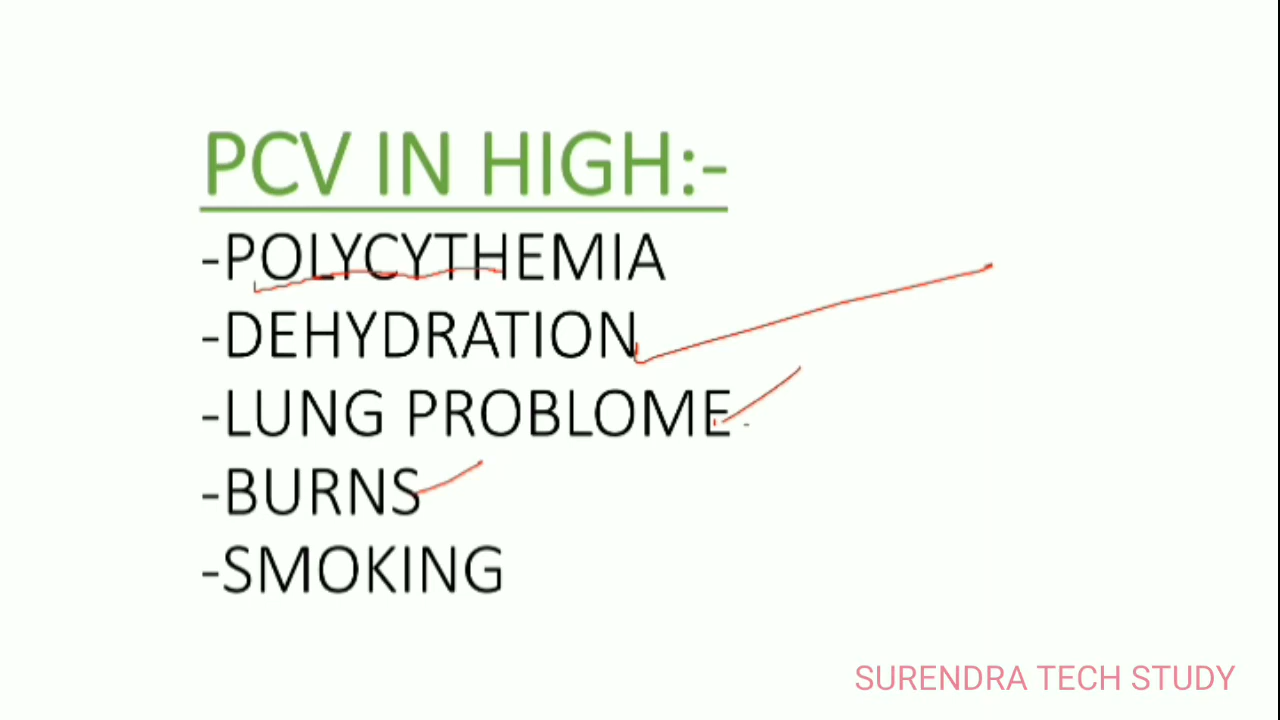 PCV IN HIGH:-
-POLYCYTHEMIA
-DEHYDRATION
-LUNG PROBLOME
-BURNS
-SMOKING
SURENDRA TECH STUDY